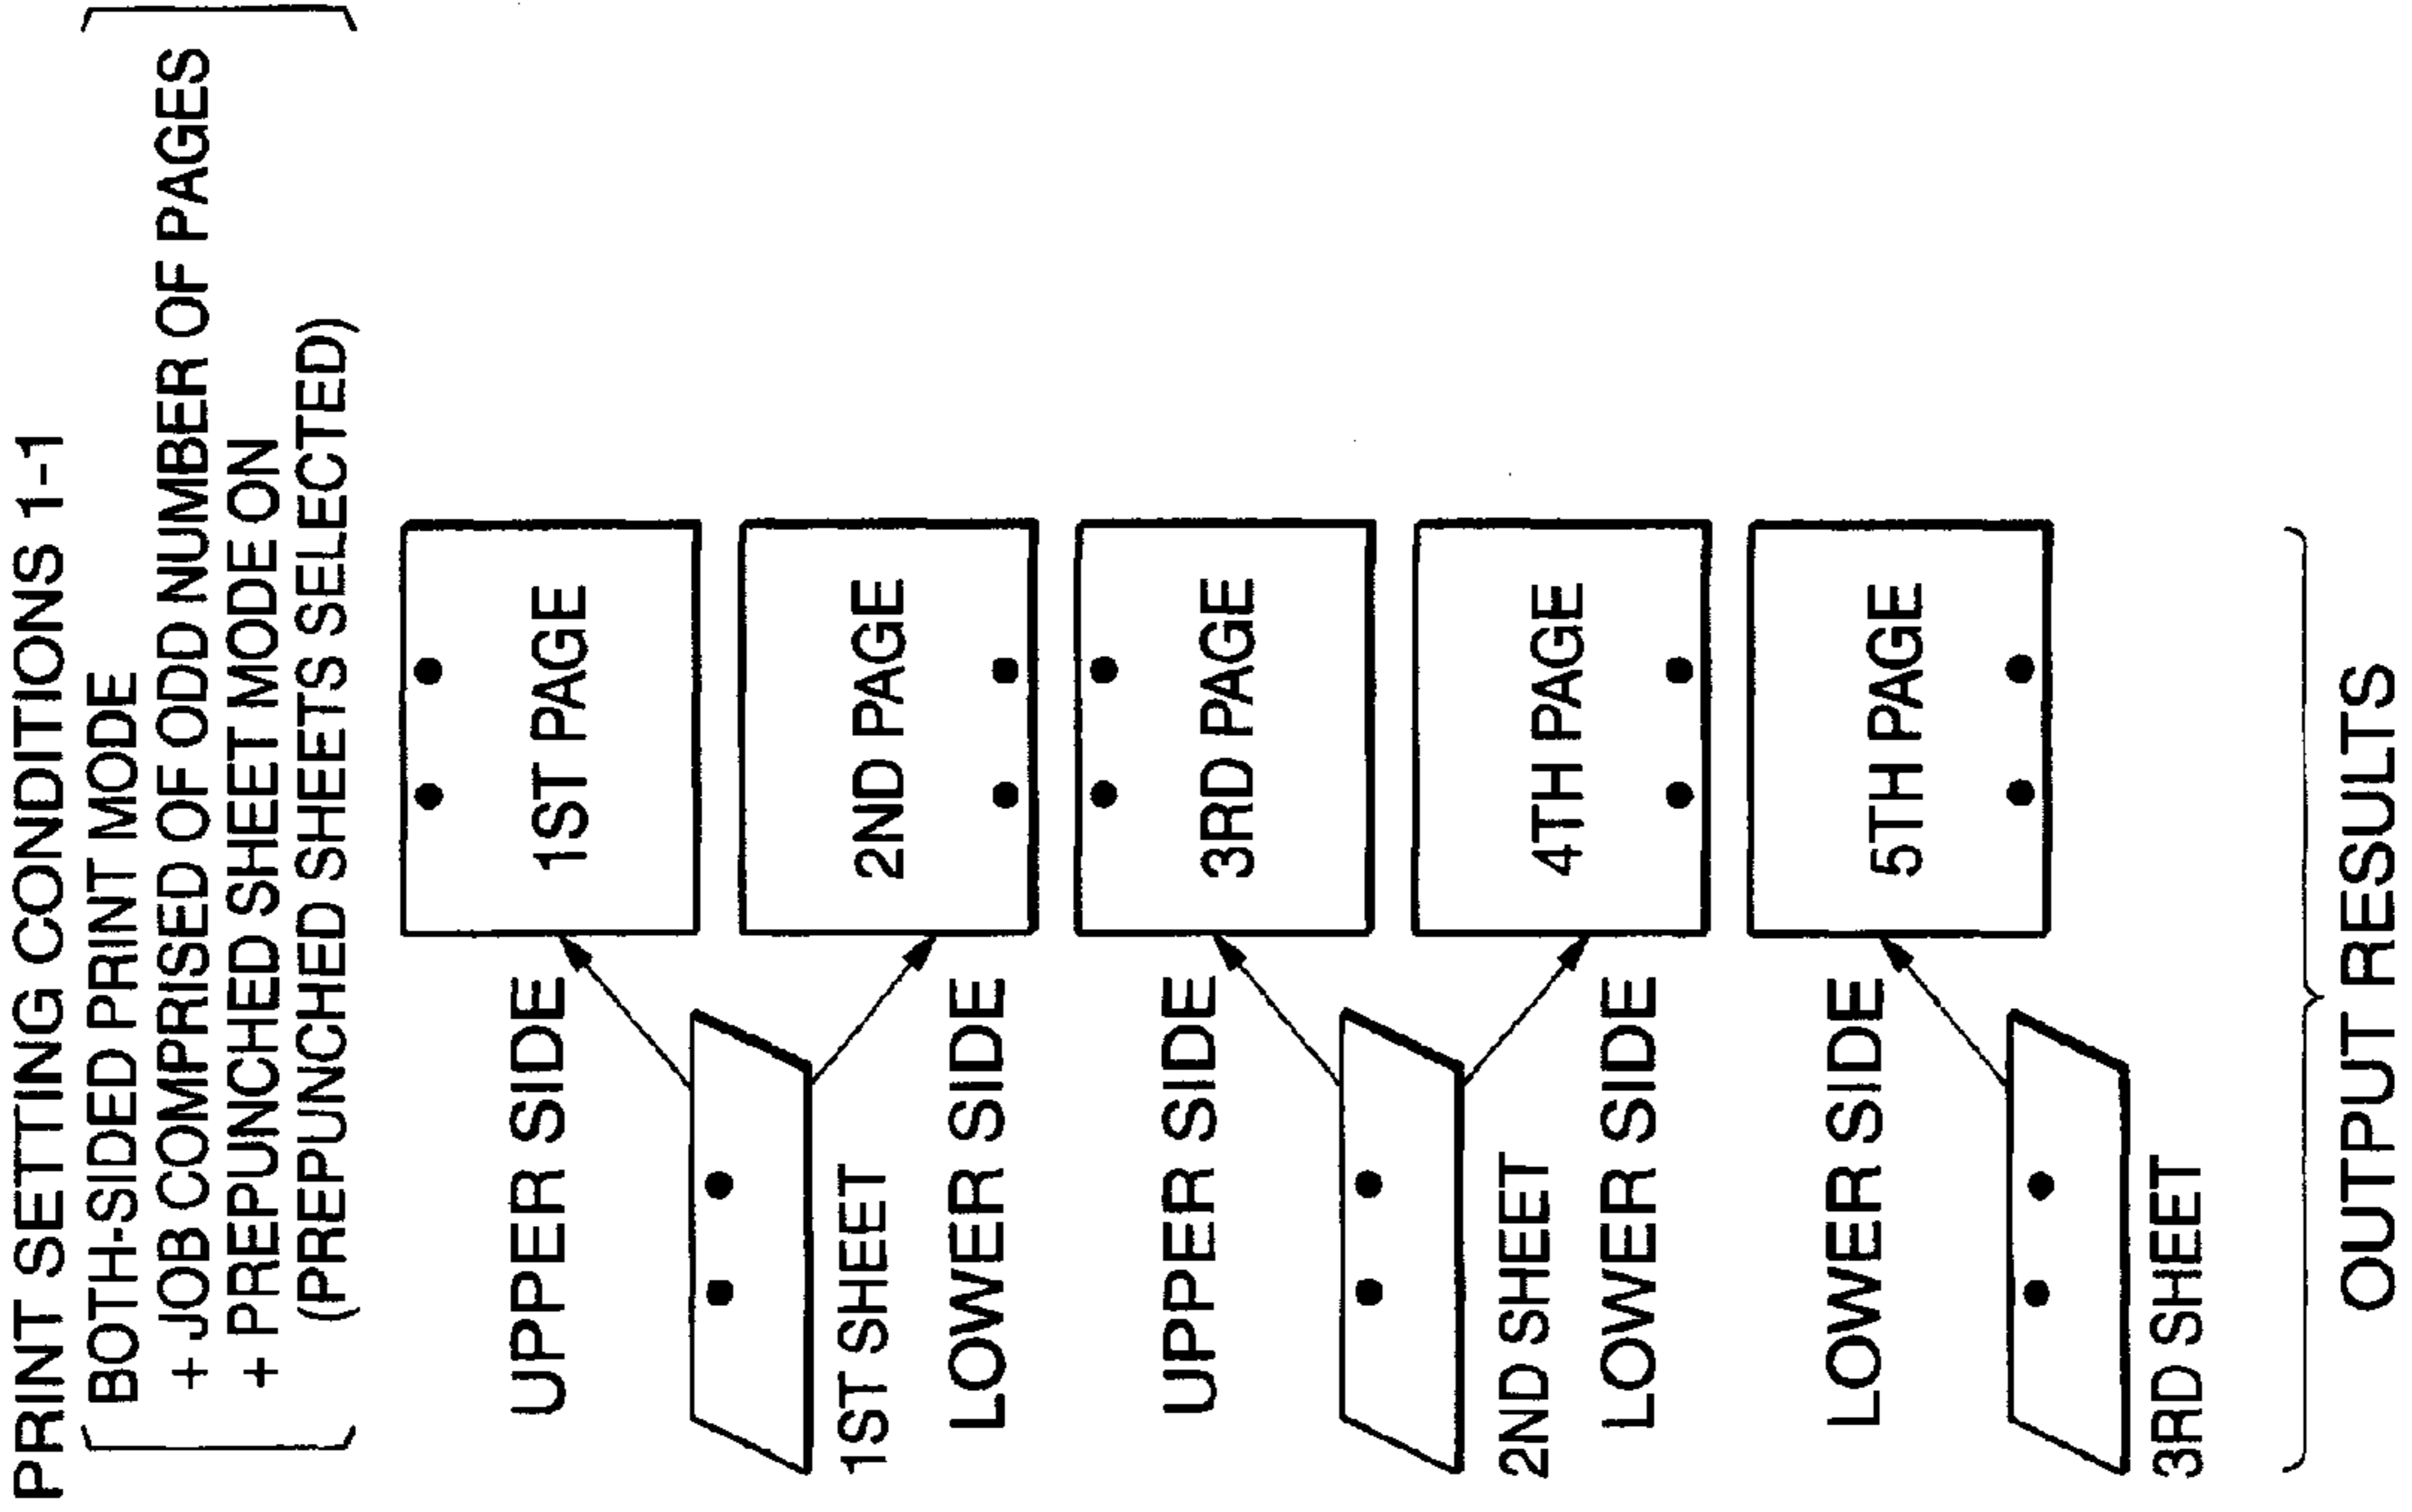 PRINT SETTING CONDITIONS 1-1
BOTH-SIDED PRINT MODE
+ JOB COMPRISED OF ODD NUMBER OF PAGES
+ PREPUNCHED SHEET MODE ON
(PREPUNCHED SHEETS SELECTED)
UPPER SIDE
1ST PAGE
1ST SHEET
2ND PAGE
LOWER SIDE
UPPER SIDE
3RD PAGE
2ND SHEET
4TH PAGE
LOWER SIDE
LOWER SIDE
5TH PAGE
3RD SHEET
OUTPUT RESULTS